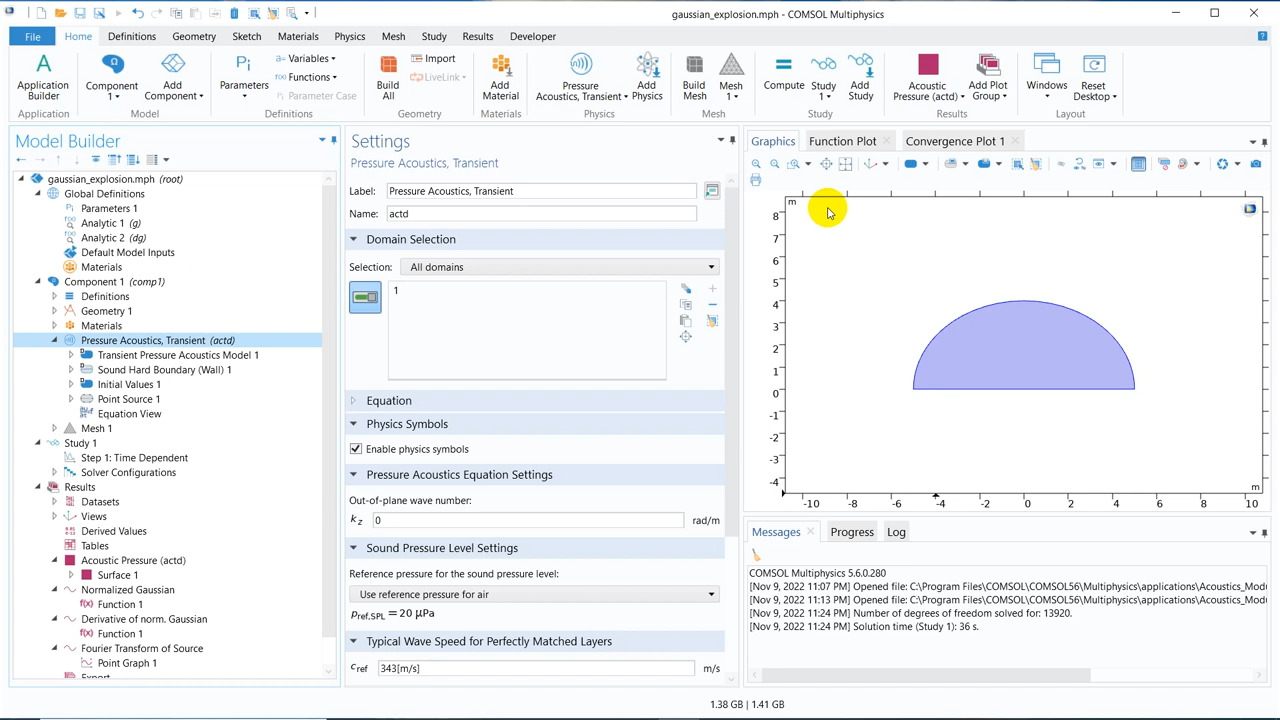 gaussian_explosion.mph - COMSOL Multiphysics
File Home Definitions Geometry Sketch Materials Physics Mesh Study Results Developer
Application Builder
Component 1
Add Component
Parameters
a= Variables
f(x) Functions
Pi Parameter Case
Build All
Import
LiveLink
Add Material
Pressure Acoustics, Transient
Add Physics
Build Mesh
Mesh 1
Compute
Study 1
Add Study
Acoustic Pressure (actd)
Add Plot Group
Windows
Reset Desktop
Application Model Definitions Geometry Materials Physics Mesh Study Results Layout
Model Builder
gaussian_explosion.mph (root)
Global Definitions
Parameters 1
Analytic 1 (g)
Analytic 2 (dg)
Default Model Inputs
Materials
Component 1 (comp1)
Definitions
Geometry 1
Materials
Pressure Acoustics, Transient (actd)
Transient Pressure Acoustics Model 1
Sound Hard Boundary (Wall) 1
Initial Values 1
Point Source 1
Equation View
Mesh 1
Study 1
Step 1: Time Dependent
Solver Configurations
Results
Datasets
Views
Derived Values
Tables
Acoustic Pressure (actd)
Surface 1
Normalized Gaussian
Function 1
Derivative of norm. Gaussian
Function 1
Fourier Transform of Source
Point Graph 1
Export
Settings
Pressure Acoustics, Transient
Label: Pressure Acoustics, Transient
Name: actd
Domain Selection
Selection: All domains
1
Equation
Physics Symbols
Enable physics symbols
Pressure Acoustics Equation Settings
Out-of-plane wave number:
kz 0 rad/m
Sound Pressure Level Settings
Reference pressure for the sound pressure level:
Use reference pressure for air
pref,SPL = 20 µPa
Typical Wave Speed for Perfectly Matched Layers
cref 343[m/s] m/s
Graphics Function Plot Convergence Plot 1
m
8
7
6
5
4
3
2
1
0
-1
-2
-3
-4
m
-10 -8 -6 -4 -2 0 2 4 6 8 10
Messages Progress Log
COMSOL Multiphysics 5.6.0.280
[Nov 9, 2022 11:07 PM] Opened file: C:\Program Files\COMSOL\COMSOL56\Multiphysics\applications\Acoustics_Modu
[Nov 9, 2022 11:13 PM] Opened file: C:\Program Files\COMSOL\COMSOL56\Multiphysics\applications\Acoustics_Modu
[Nov 9, 2022 11:24 PM] Number of degrees of freedom solved for: 13920.
[Nov 9, 2022 11:24 PM] Solution time (Study 1): 36 s.
1.38 GB | 1.41 GB